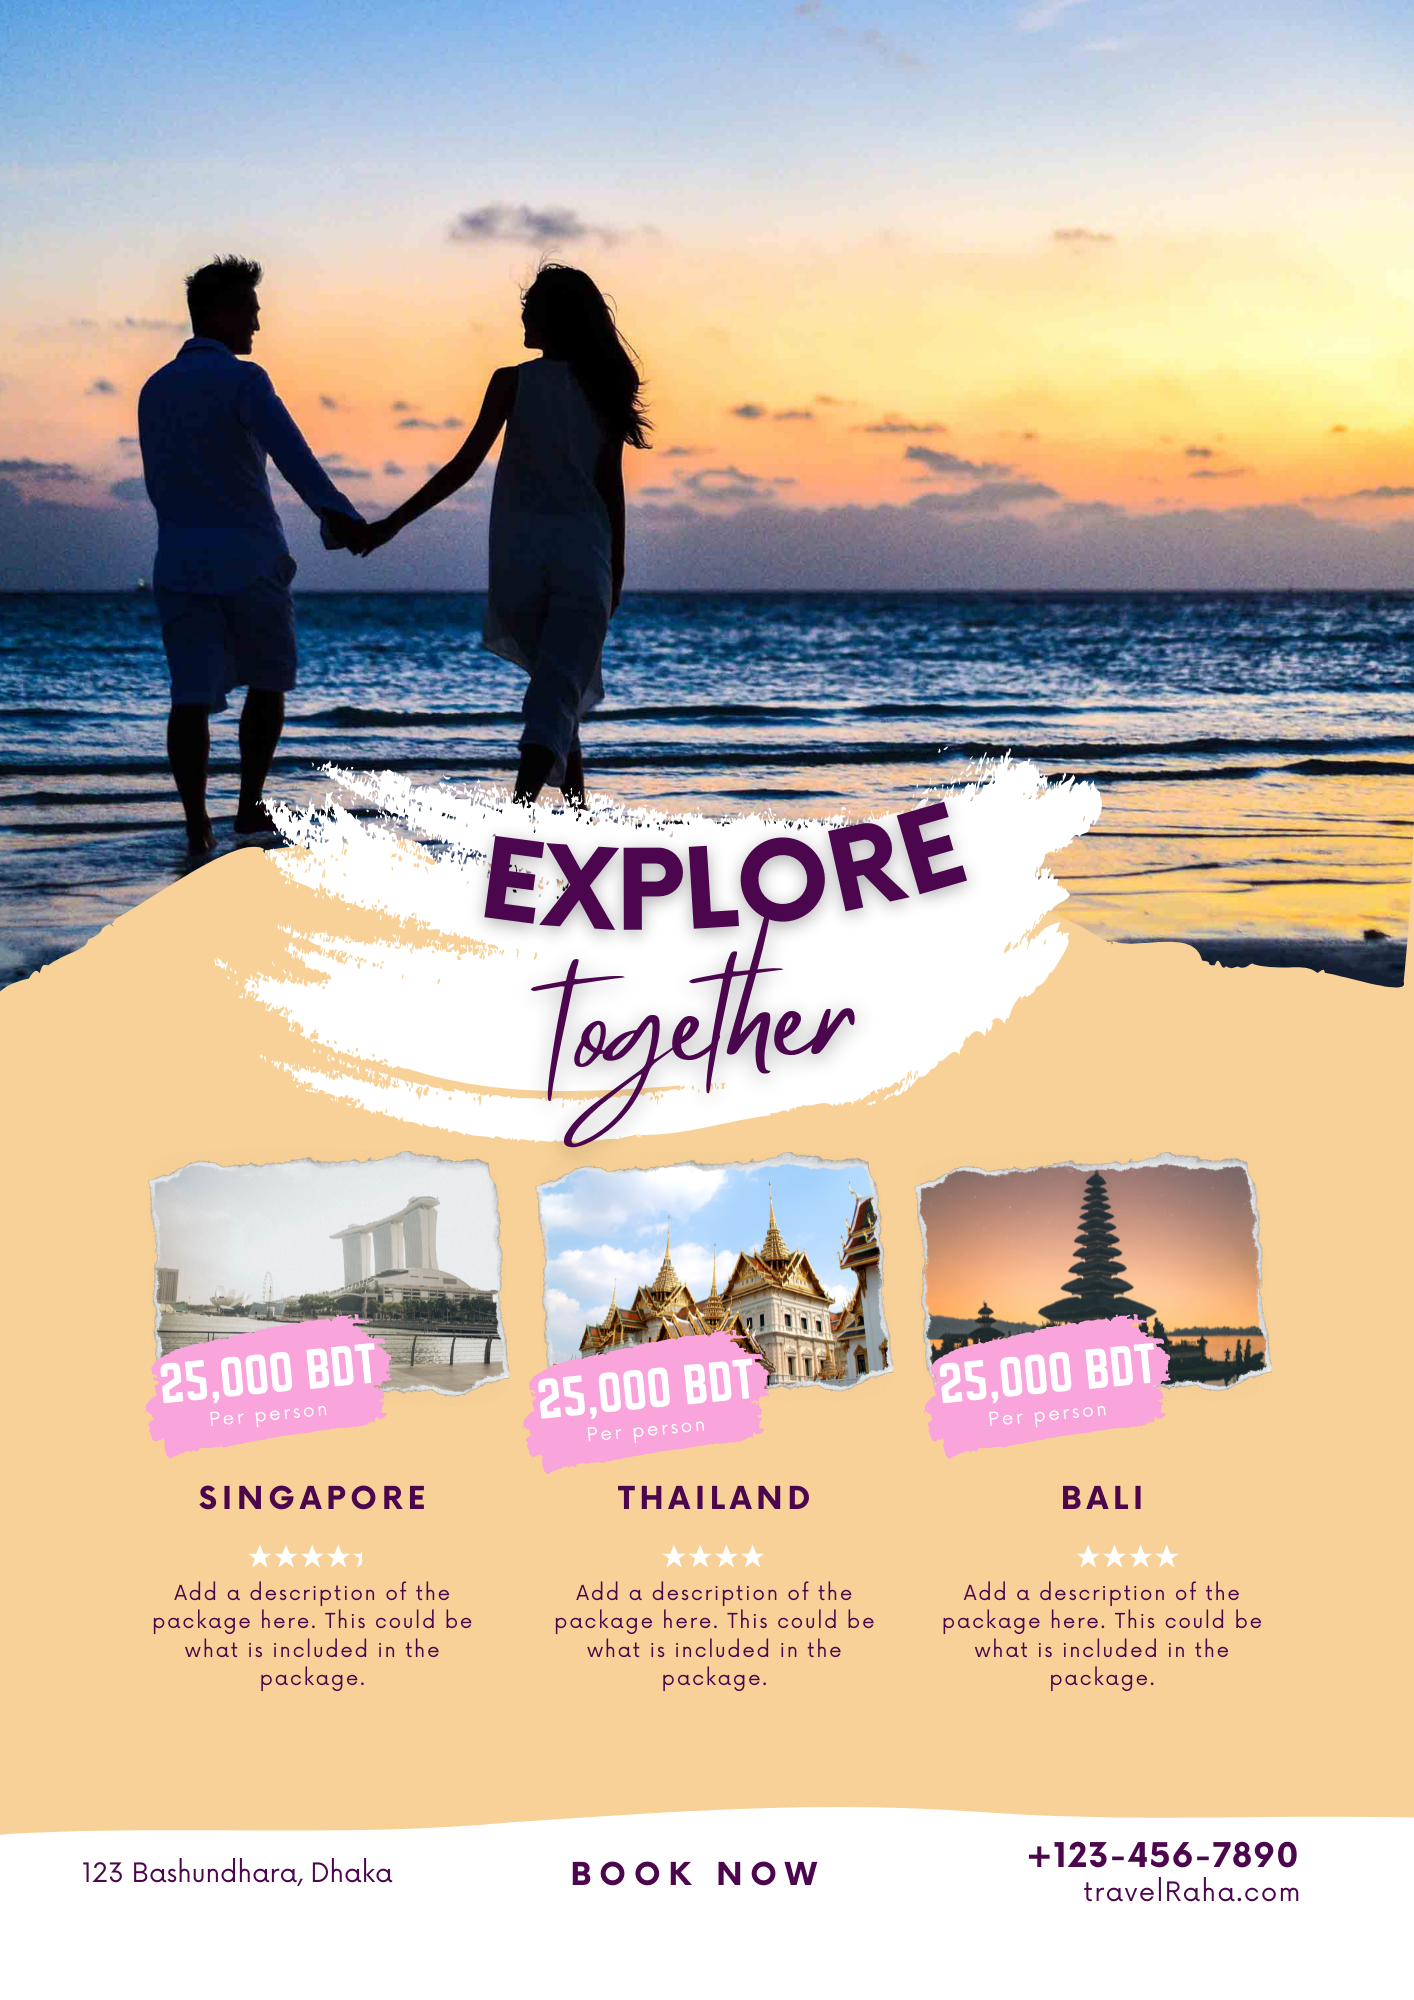 EXPLORE
together
25,000 BDT
Per person
SINGAPORE
Add a description of the
package here. This could be
what is included in the
package.
25,000 BDT
Per person
THAILAND
Add a description of the
package here. This could be
what is included in the
package.
25,000 BDT
Per person
BALI
Add a description of the
package here. This could be
what is included in the
package.
123 Bashundhara, Dhaka
BOOK NOW
+123-456-7890
travelRaha.com